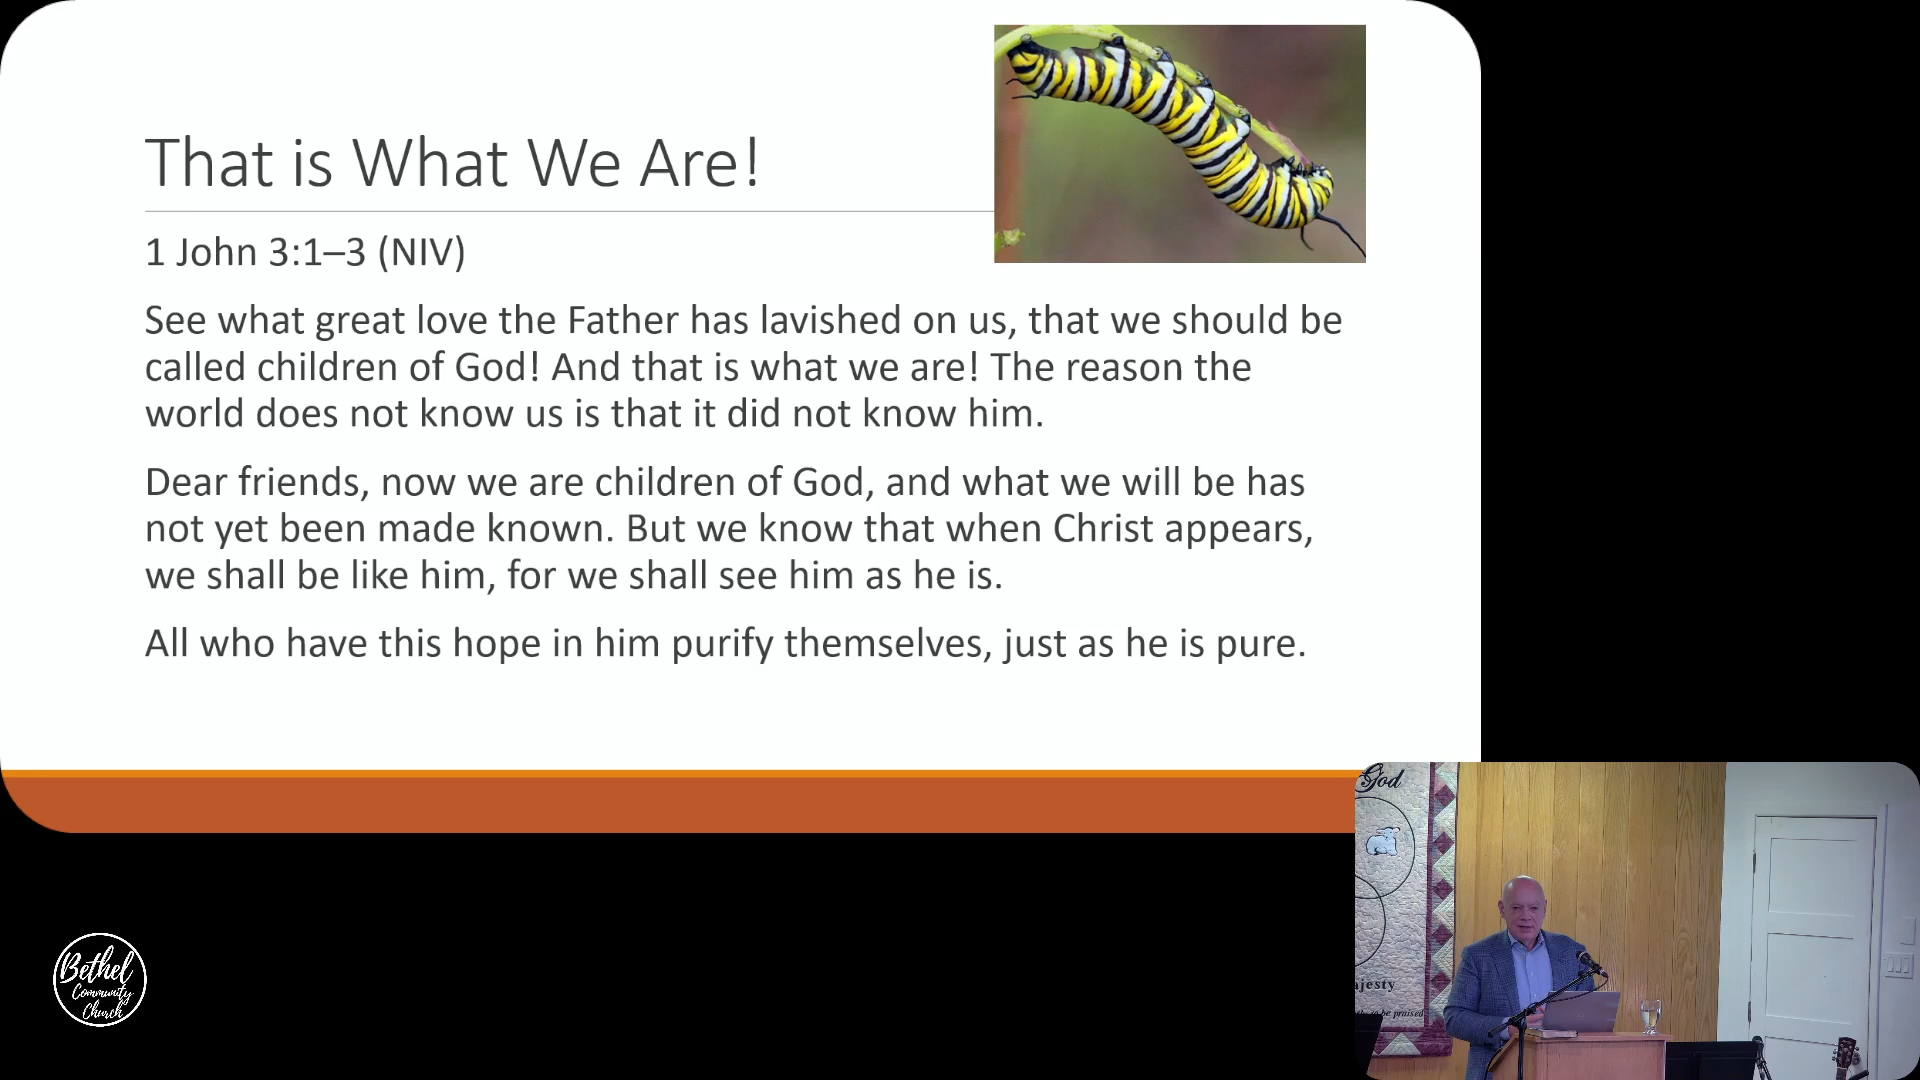 That is What We Are!
1 John 3:1–3 (NIV)
See what great love the Father has lavished on us, that we should be
called children of God! And that is what we are! The reason the
world does not know us is that it did not know him.
Dear friends, now we are children of God, and what we will be has
not yet been made known. But we know that when Christ appears,
we shall be like him, for we shall see him as he is.
All who have this hope in him purify themselves, just as he is pure.
God
ajesty
to be praised
Bethel
Community
Church